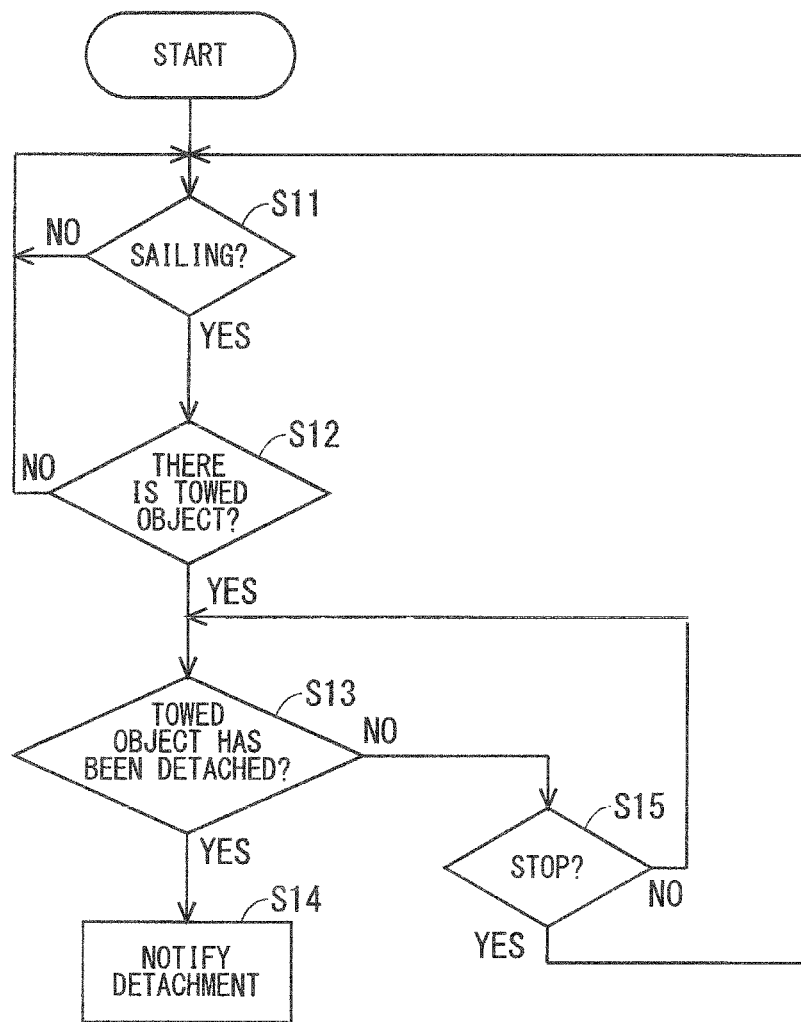 START
S11
NO
SAILING?
YES
S12
NO
THERE
IS TOWED
OBJECT?
YES
S13
TOWED
OBJECT HAS
BEEN DETACHED?
NO
YES
S15
STOP?
NO
YES
S14
NOTIFY
DETACHMENT